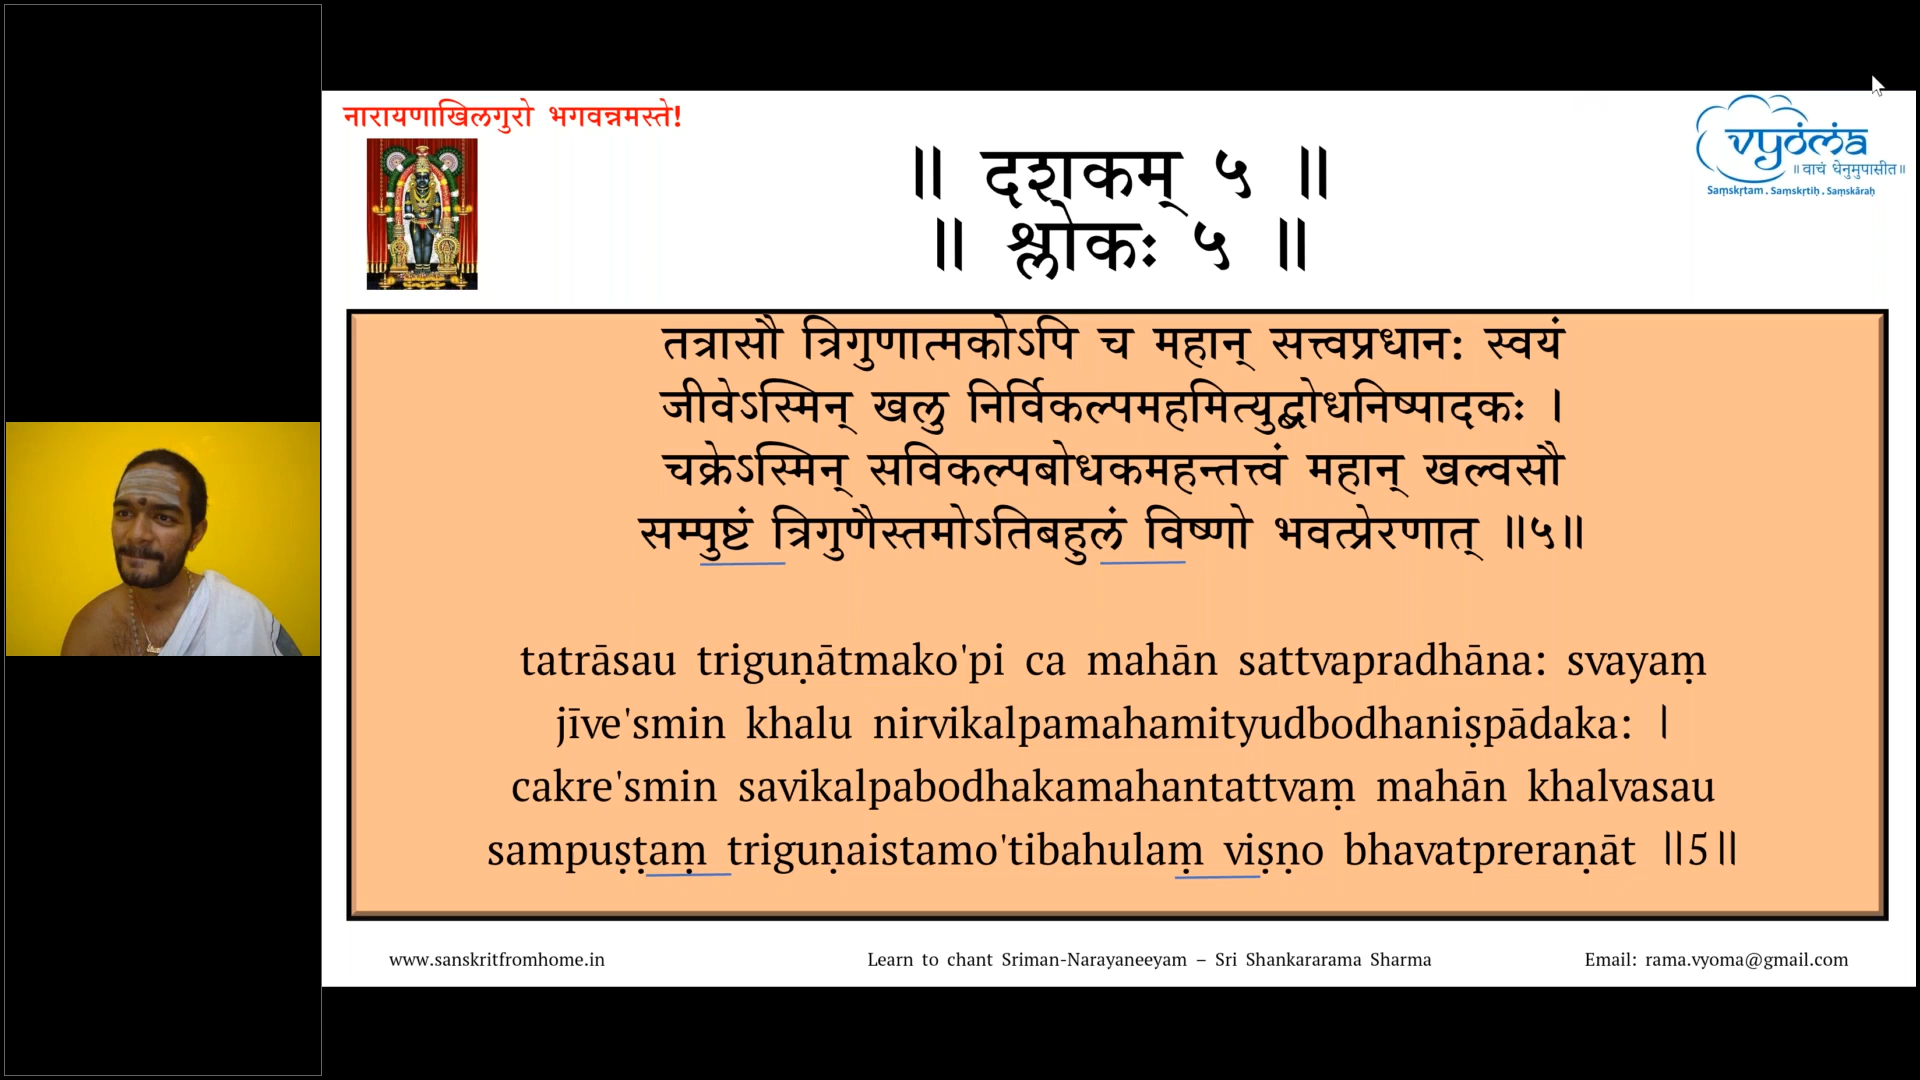 नारायणाखिलगुरो भगवन्नमस्ते!
vyoma
॥ वाचं धेनुमुपासीत॥
Saṃskṛtam . Saṃskṛtiḥ . Saṃskāraḥ
॥ दशकम् ५ ॥
॥ श्लोकः ५ ॥
तत्रासौ त्रिगुणात्मकोऽपि च महान् सत्त्वप्रधान: स्वयं
जीवेऽस्मिन् खलु निर्विकल्पमहमित्युद्बोधनिष्पादकः ।
चक्रेऽस्मिन् सविकल्पबोधकमहन्तत्त्वं महान् खल्वसौ
सम्पुष्टं त्रिगुणैस्तमोऽतिबहुलं विष्णो भवत्प्रेरणात् ॥५॥
tatrāsau triguṇātmako'pi ca mahān sattvapradhāna: svayaṃ
jīve'smin khalu nirvikalpamahamityudbodhaniṣpādaka: ।
cakre'smin savikalpabodhakamahantattvaṃ mahān khalvasau
sampuṣṭaṃ triguṇaistamo'tibahulaṃ viṣṇo bhavatpreraṇāt ॥5॥
www.sanskritfromhome.in
Learn to chant Sriman-Narayaneeyam – Sri Shankararama Sharma
Email: rama.vyoma@gmail.com